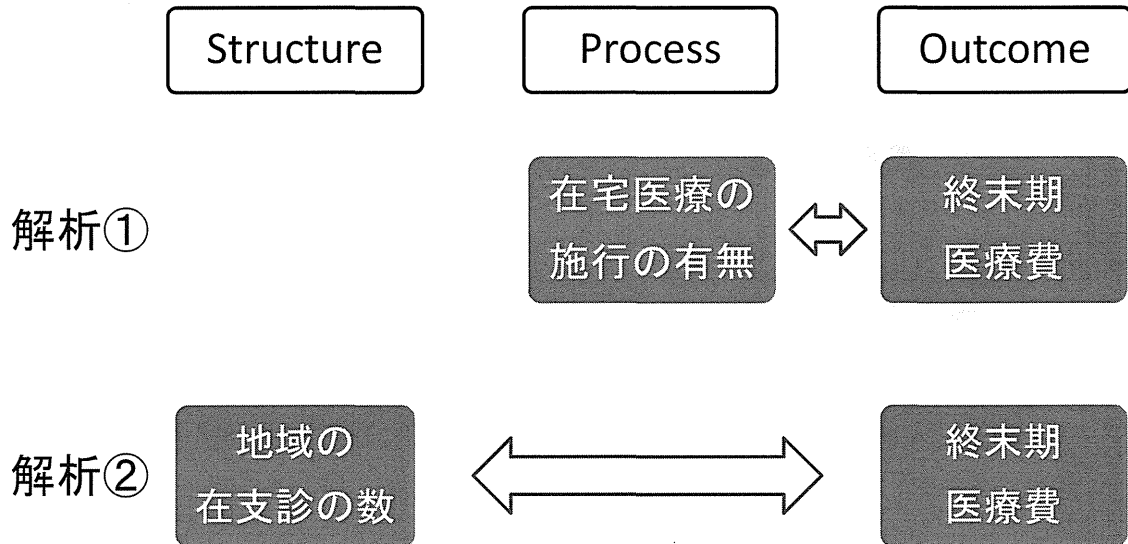 Structure
Process
Outcome
解析①
在宅医療の
施行の有無
終末期
医療費
解析②
地域の
在支診の数
終末期
医療費